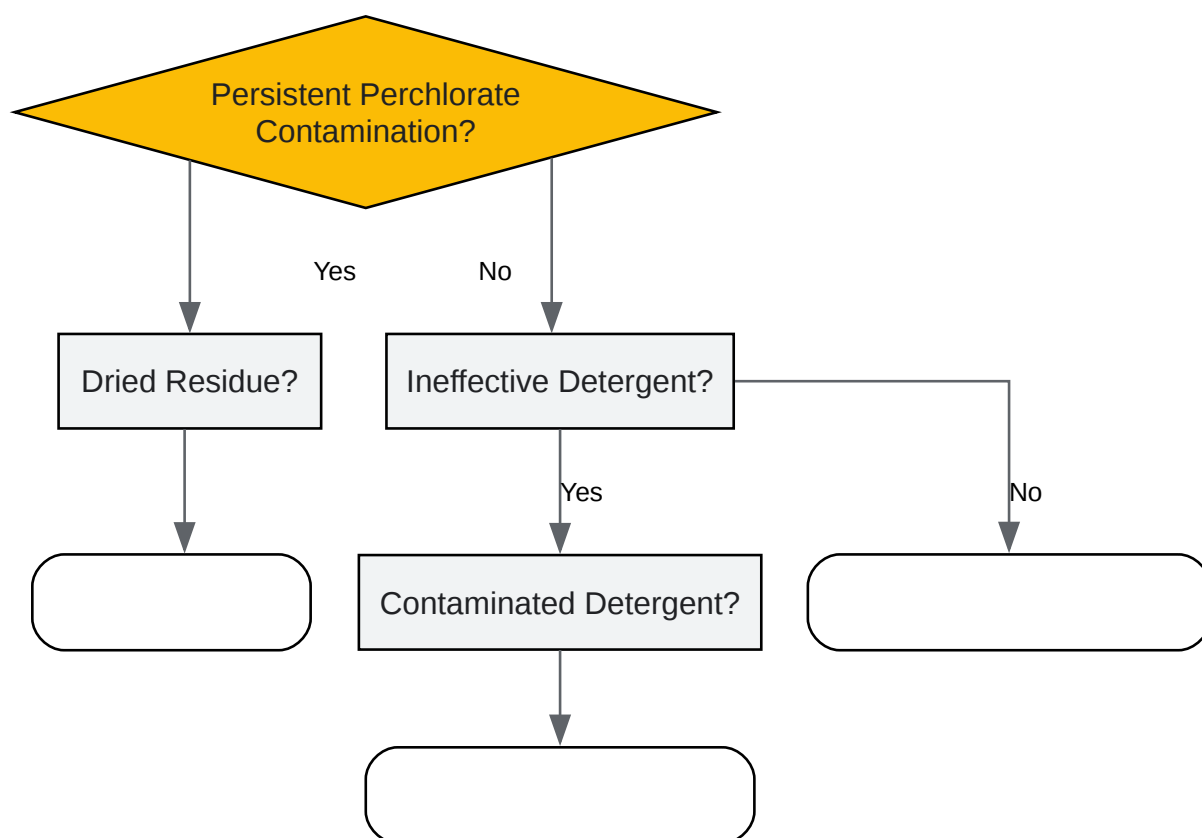 Persistent Perchlorate
Contamination?
Yes
No
Dried Residue?
Ineffective Detergent?
Yes
No
Contaminated Detergent?